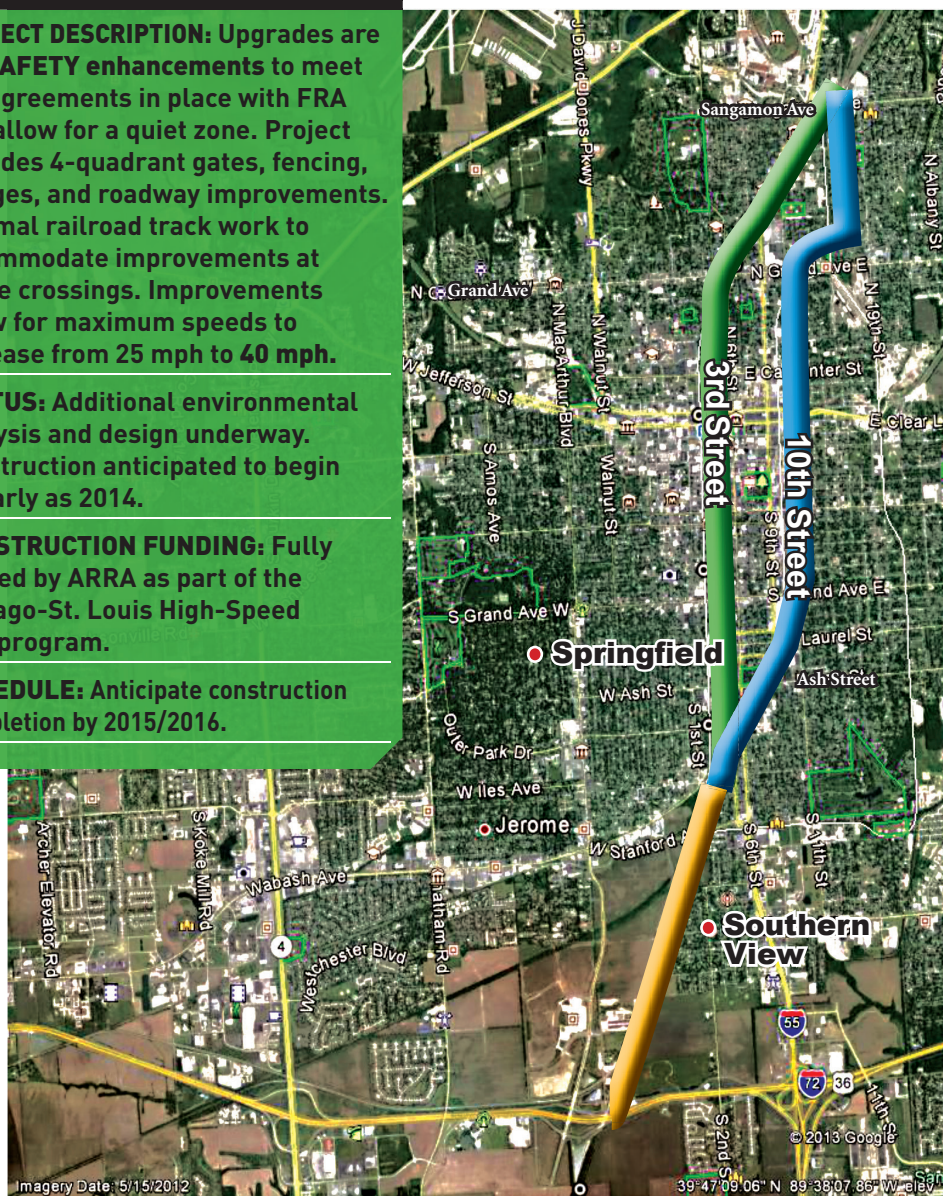 ECT DESCRIPTION: Upgrades are
AFETY enhancements to meet
greements in place with FRA
allow for a quiet zone. Project
des 4-quadrant gates, fencing,
ges, and roadway improvements.
mal railroad track work to
mmodate improvements at
e crossings. Improvements
w for maximum speeds to
ease from 25 mph to 40 mph.
TUS: Additional environmental
ysis and design underway.
struction anticipated to begin
arly as 2014.
STRUCTION FUNDING: Fully
ed by ARRA as part of the
ago-St. Louis High-Speed
program.
EDULE: Anticipate construction
pletion by 2015/2016.
J David Jones Pkwy
Sangamon Ave
e
N Albany St
N G
Grand Ave
N G
d Ave E
N 19th St
N MacArthur Blvd
N Walnut St
N 6th St
W Jefferson St
E Ca
nter St
E Clear L
3rd Street
10th Street
S Amos Ave
Walnut St
S 9th St
S
nd Ave E
S Grand Ave W
Laurel St
Springfield
Ash Street
W Ash St
S 1st St
Outer Park Dr
W Iles Ave
Jerome
W Stanford A
S 6th St
S 11th St
Archer Elevator Rd
S Koke Mill Rd
Wabash Ave
Chatham Rd
4
Westchester Blvd
Southern
View
55
72
36
11th St
S 2nd S
© 2013 Google
Imagery Date: 5/15/2012
39°47'09.06" N 89°38'07.86" W elev